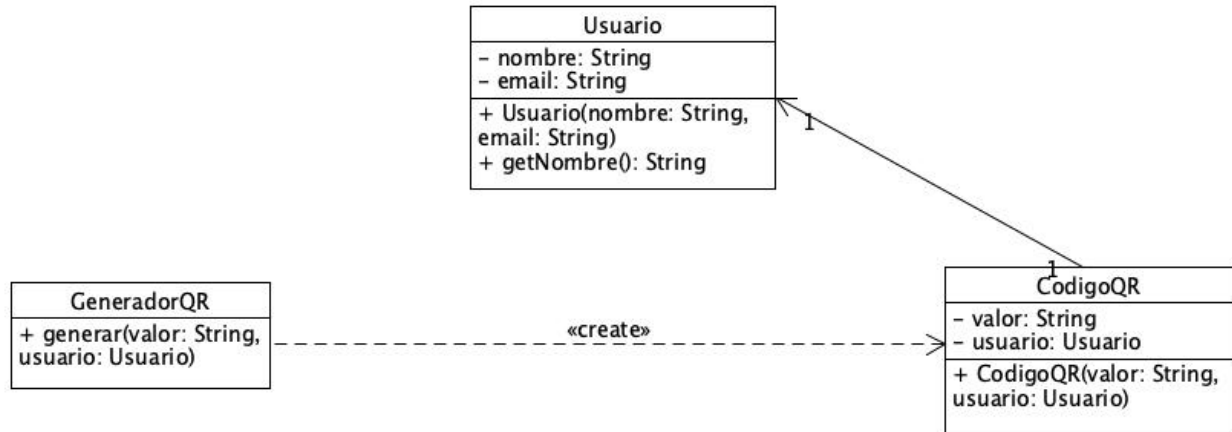 Usuario
– nombre: String
– email: String
+ Usuario(nombre: String,
email: String)
+ getNombre(): String
1
1
GeneradorQR
+ generar(valor: String,
usuario: Usuario)
«create»
CodigoQR
– valor: String
– usuario: Usuario
+ CodigoQR(valor: String,
usuario: Usuario)